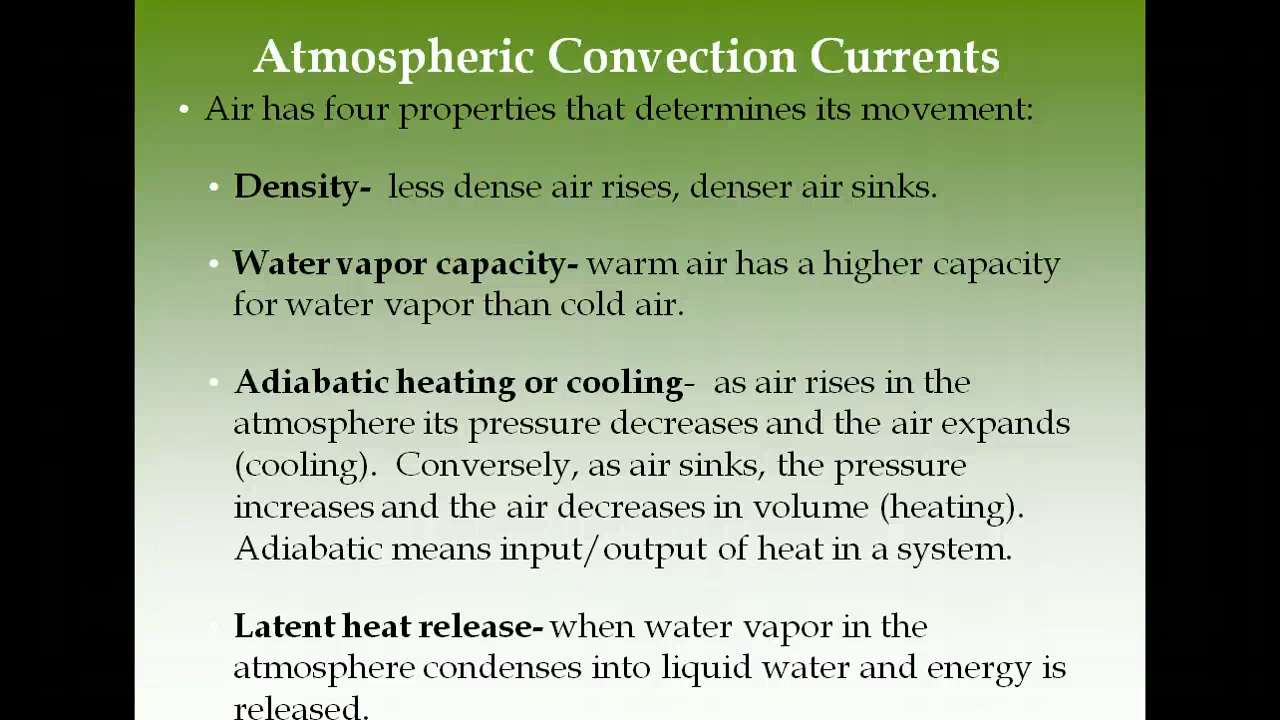 Atmospheric Convection Currents
• Air has four properties that determines its movement:
• Density- less dense air rises, denser air sinks.
• Water vapor capacity- warm air has a higher capacity
for water vapor than cold air.
• Adiabatic heating or cooling- as air rises in the
atmosphere its pressure decreases and the air expands
(cooling). Conversely, as air sinks, the pressure
increases and the air decreases in volume (heating).
Adiabatic means input/output of heat in a system.
• Latent heat release- when water vapor in the
atmosphere condenses into liquid water and energy is
released.